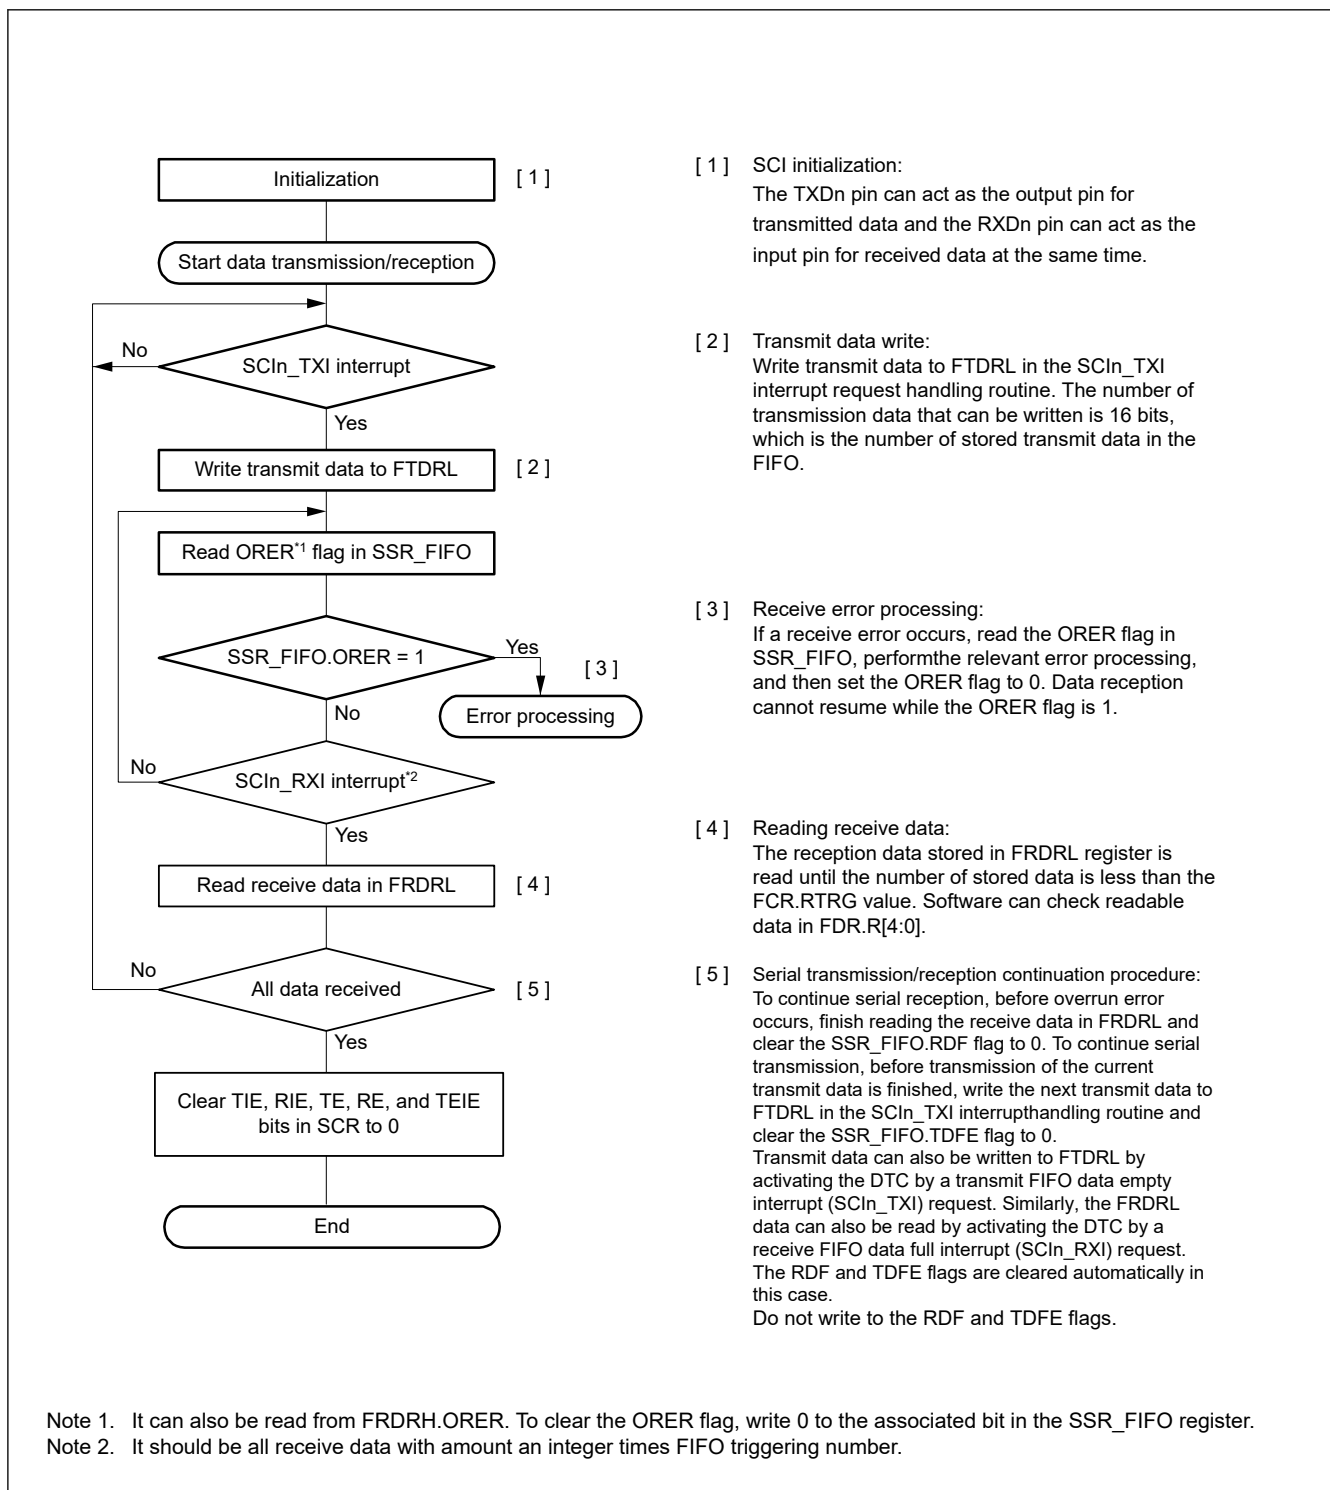 Initialization
[ 1 ]
Start data transmission/reception
No
SCIn_TXI interrupt
Yes
Write transmit data to FTDRL
[ 2 ]
Read ORER*1 flag in SSR_FIFO
SSR_FIFO.ORER = 1
Yes
[ 3 ]
Error processing
No
No
SCIn_RXI interrupt*2
Yes
Read receive data in FRDRL
[ 4 ]
No
All data received
[ 5 ]
Yes
Clear TIE, RIE, TE, RE, and TEIE
bits in SCR to 0
End
[ 1 ] SCI initialization:
The TXDn pin can act as the output pin for
transmitted data and the RXDn pin can act as the
input pin for received data at the same time.
[ 2 ] Transmit data write:
Write transmit data to FTDRL in the SCIn_TXI
interrupt request handling routine. The number of
transmission data that can be written is 16 bits,
which is the number of stored transmit data in the
FIFO.
[ 3 ] Receive error processing:
If a receive error occurs, read the ORER flag in
SSR_FIFO, performthe relevant error processing,
and then set the ORER flag to 0. Data reception
cannot resume while the ORER flag is 1.
[ 4 ] Reading receive data:
The reception data stored in FRDRL register is
read until the number of stored data is less than the
FCR.RTRG value. Software can check readable
data in FDR.R[4:0].
[ 5 ] Serial transmission/reception continuation procedure:
To continue serial reception, before overrun error
occurs, finish reading the receive data in FRDRL and
clear the SSR_FIFO.RDF flag to 0. To continue serial
transmission, before transmission of the current
transmit data is finished, write the next transmit data to
FTDRL in the SCIn_TXI interrupthandling routine and
clear the SSR_FIFO.TDFE flag to 0.
Transmit data can also be written to FTDRL by
activating the DTC by a transmit FIFO data empty
interrupt (SCIn_TXI) request. Similarly, the FRDRL
data can also be read by activating the DTC by a
receive FIFO data full interrupt (SCIn_RXI) request.
The RDF and TDFE flags are cleared automatically in
this case.
Do not write to the RDF and TDFE flags.
Note 1. It can also be read from FRDRH.ORER. To clear the ORER flag, write 0 to the associated bit in the SSR_FIFO register.
Note 2. It should be all receive data with amount an integer times FIFO triggering number.